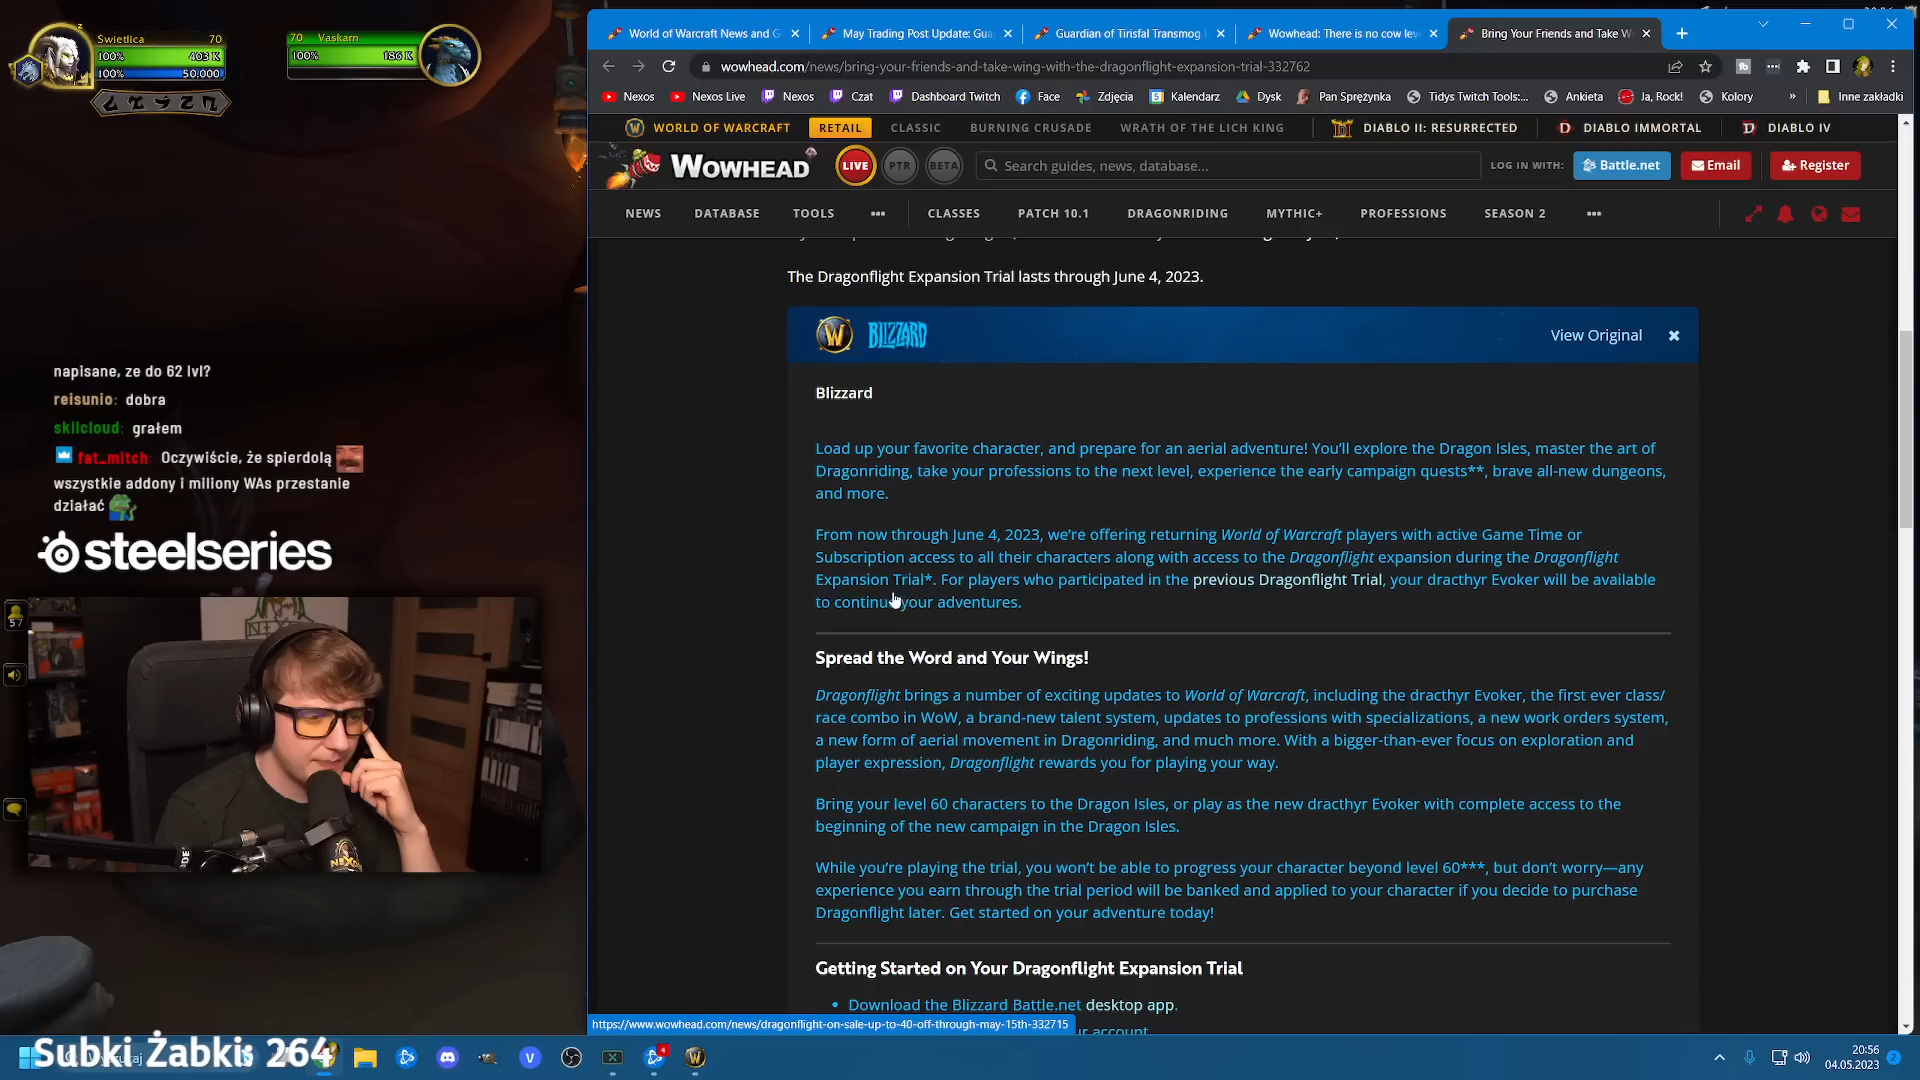 Swietlica 70
100% 403 K
100% 50,000
70 Vaskarn
100% 186 K
World of Warcraft News and G
May Trading Post Update: Gua
Guardian of Tirisfal Transmog
Wowhead: There is no cow lev
Bring Your Friends and Take W
wowhead.com/news/bring-your-friends-and-take-wing-with-the-dragonflight-expansion-trial-332762
Nexos
Nexos Live
Nexos
Czat
Dashboard Twitch
Face
Zdjęcia
Kalendarz
Dysk
Pan Sprężynka
Tidys Twitch Tools:...
Ankieta
Ja, Rock!
Kolory
»
Inne zakładki
WORLD OF WARCRAFT
RETAIL
CLASSIC
BURNING CRUSADE
WRATH OF THE LICH KING
DIABLO II: RESURRECTED
DIABLO IMMORTAL
DIABLO IV
WOWHEAD
LIVE
PTR
BETA
Search guides, news, database...
LOG IN WITH:
Battle.net
Email
Register
NEWS
DATABASE
TOOLS
CLASSES
PATCH 10.1
DRAGONRIDING
MYTHIC+
PROFESSIONS
SEASON 2
The Dragonflight Expansion Trial lasts through June 4, 2023.
BLIZZARD
View Original
Blizzard
Load up your favorite character, and prepare for an aerial adventure! You'll explore the Dragon Isles, master the art of
Dragonriding, take your professions to the next level, experience the early campaign quests**, brave all-new dungeons,
and more.
From now through June 4, 2023, we're offering returning World of Warcraft players with active Game Time or
Subscription access to all their characters along with access to the Dragonflight expansion during the Dragonflight
Expansion Trial*. For players who participated in the previous Dragonflight Trial, your dracthyr Evoker will be available
to continue your adventures.
Spread the Word and Your Wings!
Dragonflight brings a number of exciting updates to World of Warcraft, including the dracthyr Evoker, the first ever class/
race combo in WoW, a brand-new talent system, updates to professions with specializations, a new work orders system,
a new form of aerial movement in Dragonriding, and much more. With a bigger-than-ever focus on exploration and
player expression, Dragonflight rewards you for playing your way.
Bring your level 60 characters to the Dragon Isles, or play as the new dracthyr Evoker with complete access to the
beginning of the new campaign in the Dragon Isles.
While you're playing the trial, you won't be able to progress your character beyond level 60***, but don't worry—any
experience you earn through the trial period will be banked and applied to your character if you decide to purchase
Dragonflight later. Get started on your adventure today!
Getting Started on Your Dragonflight Expansion Trial
• Download the Blizzard Battle.net desktop app.
ur account
https://www.wowhead.com/news/dragonflight-on-sale-up-to-40-off-through-may-15th-332715
napisane, ze do 62 lvl?
reisunio: dobra
skilcloud: grałem
fat_mitch: Oczywiście, że spierdolą
wszystkie addony i miliony WAs przestanie
działać
steelseries
57
NEXOS
Subki Żabki: 264
4
20:56
04.05.2023
2